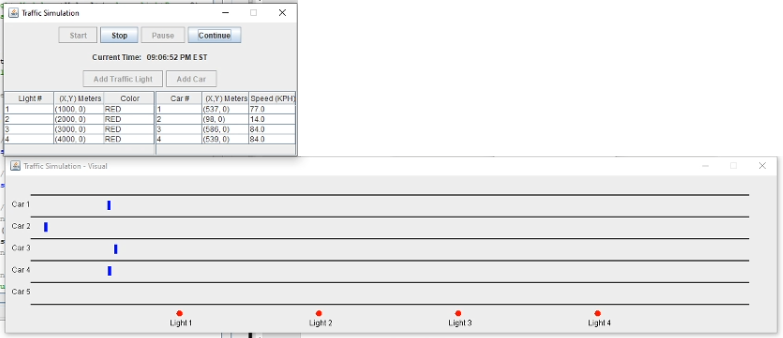 Traffic Simulation
Start Stop Pause Continue
Current Time: 09:06:52 PM EST
Add Traffic Light Add Car
Light # (X,Y) Meters Color Car # (X,Y) Meters Speed (KPH)
1 (1000, 0) RED 1 (537, 0) 77.0
2 (2000, 0) RED 2 (98, 0) 14.0
3 (3000, 0) RED 3 (586, 0) 84.0
4 (4000, 0) RED 4 (539, 0) 84.0
Traffic Simulation - Visual
Car 1
Car 2
Car 3
Car 4
Car 5
Light 1 Light 2 Light 3 Light 4